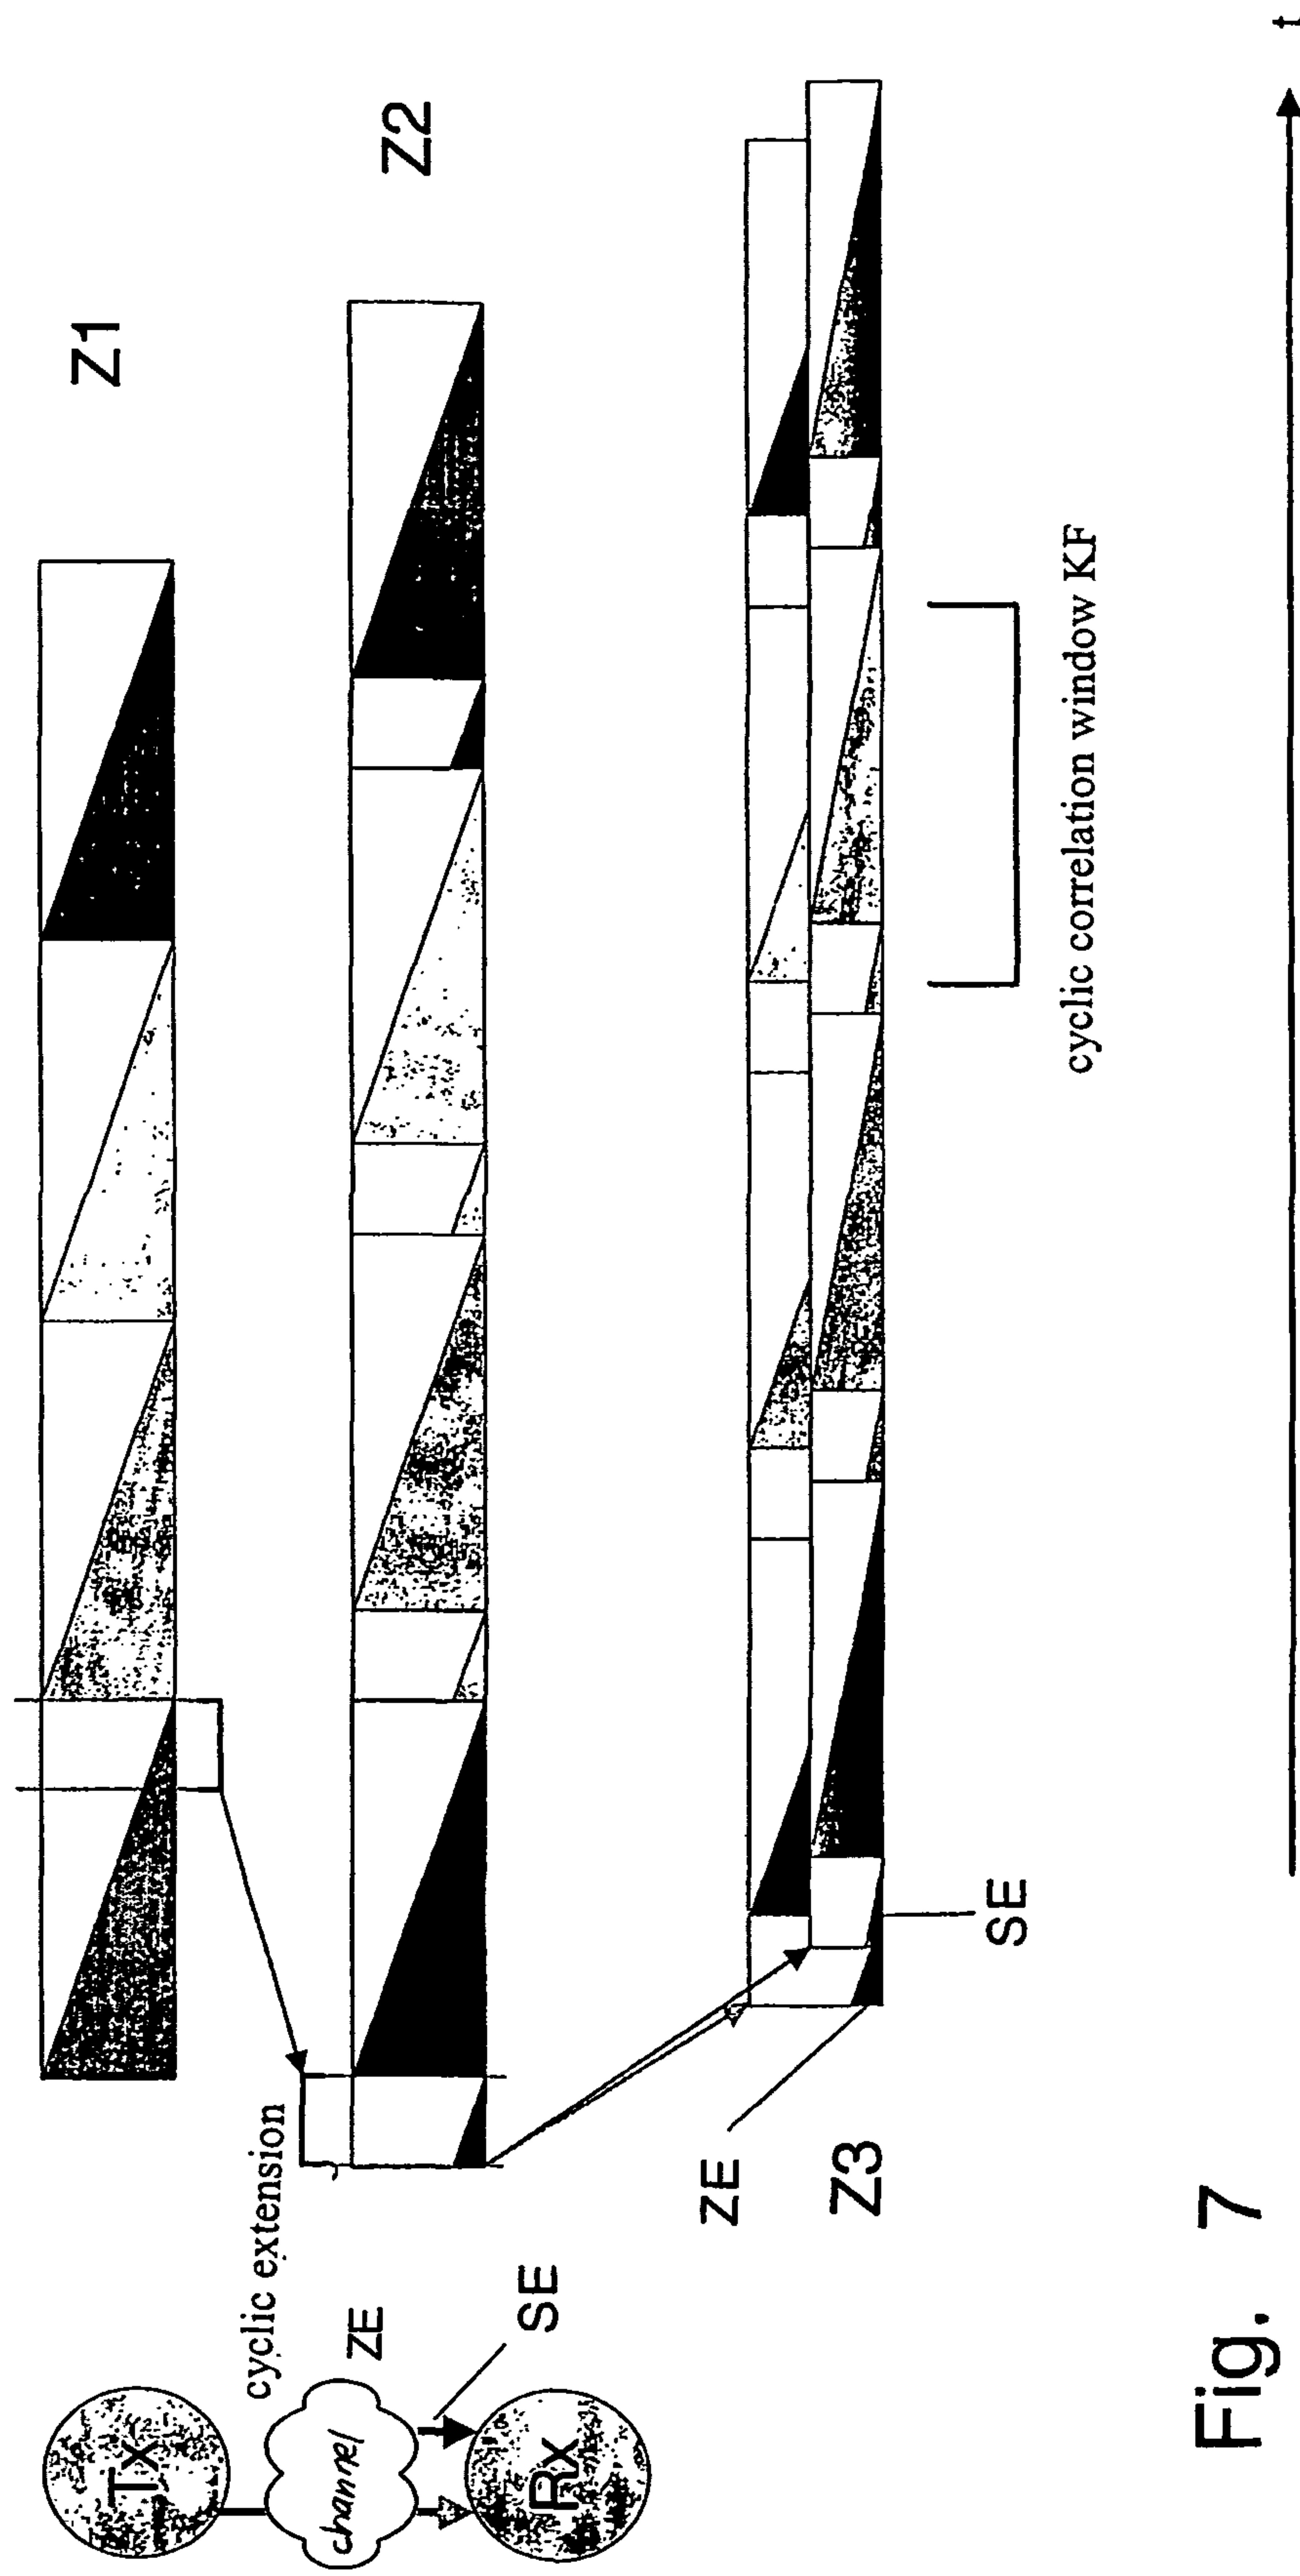 Tx
channel
Rx
ZE
SE
cyclic extension
Z1
Z2
ZE
Z3
SE
cyclic correlation window KF
t
Fig. 7